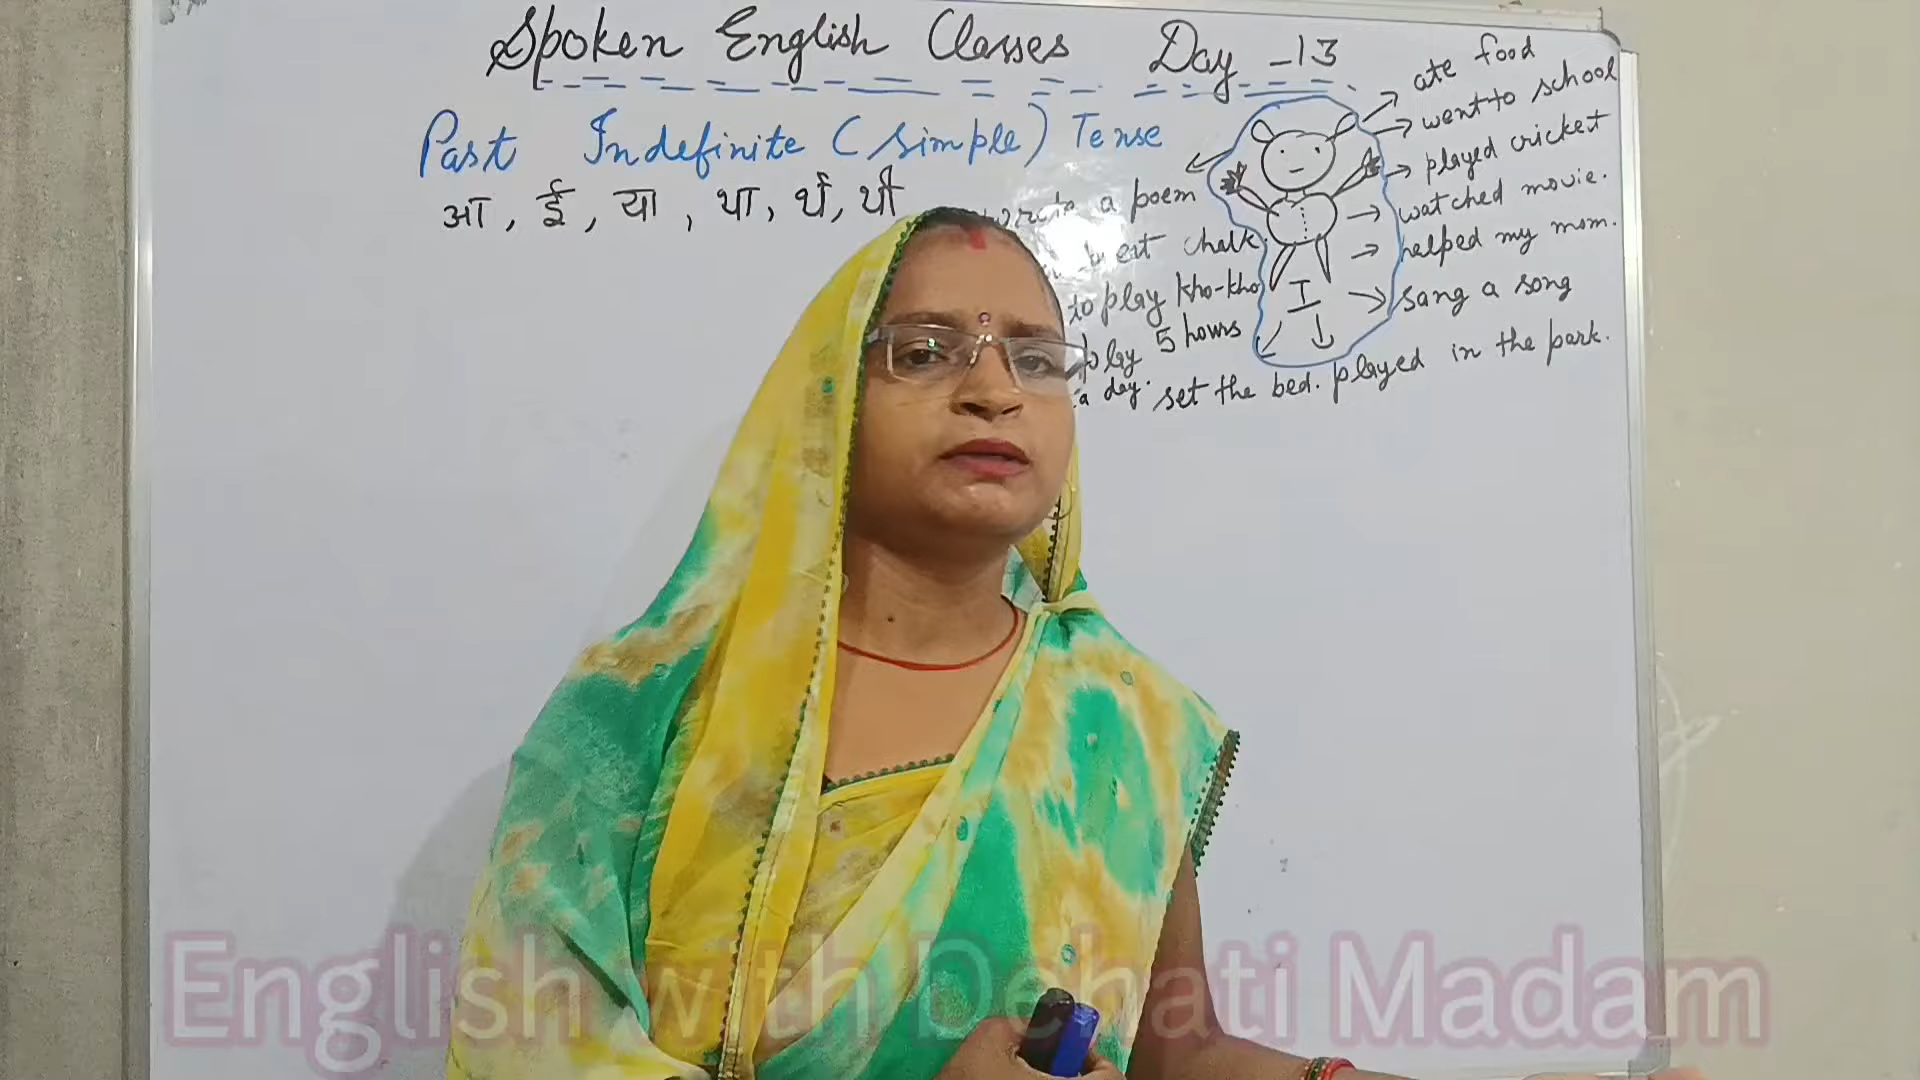 Spoken English Classes Day -13
Past Indefinite (simple) Tense
आ, ई, या, था, थे, थी
ate food
went to school
played cricket
watched movie.
helped my mom.
sang a song
played in the park.
set the bed.
a poem
chalk
to play kho-kho
play 5 hours
a day.
I
English with Dehati Madam